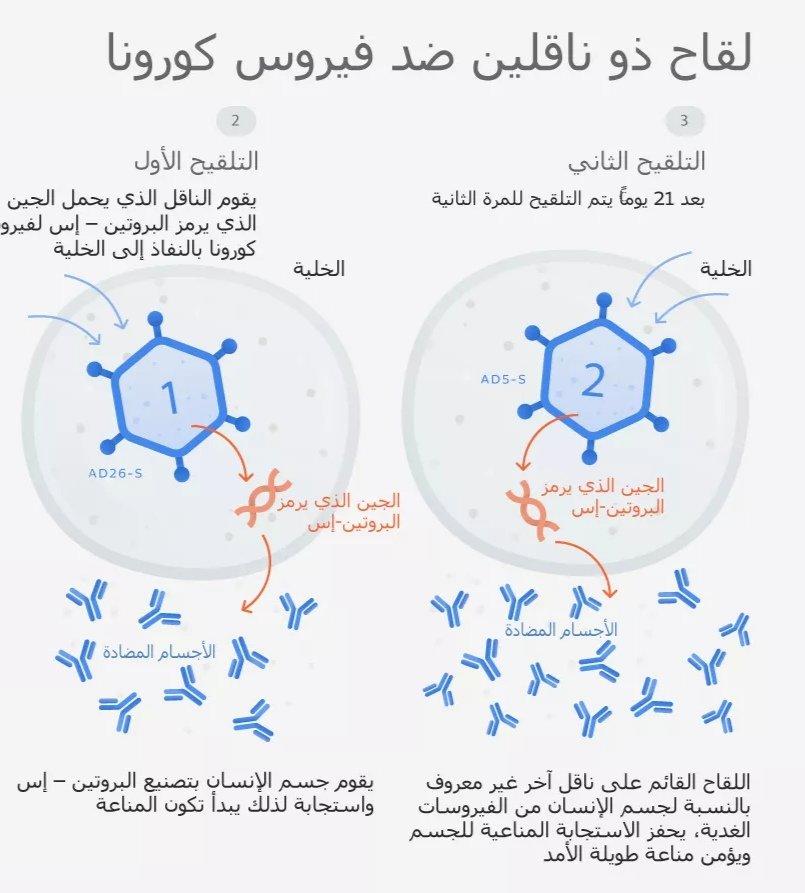 لقاح ذو ناقلين ضد فيروس كورونا
2
التلقيح الأول
يقوم الناقل الذي يحمل الجين
الذي يرمز البروتين – إس لفيرو
كورونا بالنفاذ إلى الخلية
الخلية
1
AD26-S
الجين الذي يرمز
البروتين-إس
الأجسام المضادة
يقوم جسم الإنسان بتصنيع البروتين – إس
واستجابة لذلك يبدأ تكون المناعة
3
التلقيح الثاني
بعد 21 يوماً يتم التلقيح للمرة الثانية
الخلية
2
AD5-S
الجين الذي يرمز
البروتين-إس
الأجسام المضادة
اللقاح القائم على ناقل آخر غير معروف
بالنسبة لجسم الإنسان من الفيروسات
الغدية، يحفز الاستجابة المناعية للجسم
ويؤمن مناعة طويلة الأمد